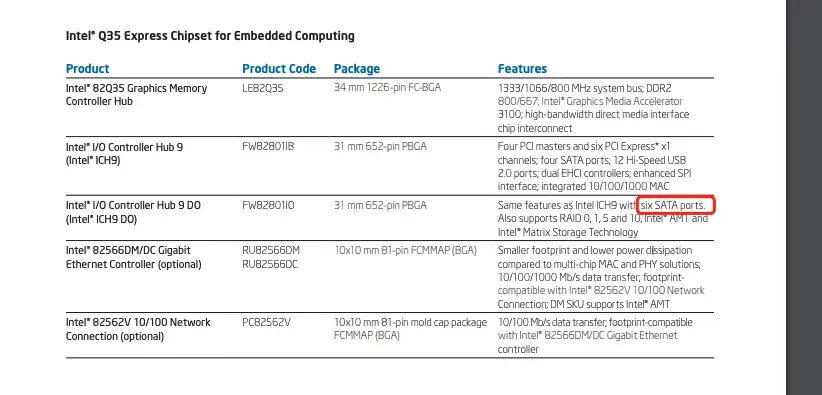 Intel® Q35 Express Chipset for Embedded Computing
Product Product Code Package Features
Intel® 82Q35 Graphics Memory Controller Hub
LE82Q35
34 mm 1226-pin FC-BGA
1333/1066/800 MHz system bus; DDR2
800/667; Intel® Graphics Media Accelerator
3100; high-bandwidth direct media interface
chip interconnect
Intel® I/O Controller Hub 9
(Intel® ICH9)
FW82801IB
31 mm 652-pin PBGA
Four PCI masters and six PCI Express* x1
channels; four SATA ports; 12 Hi-Speed USB
2.0 ports; dual EHCI controllers; enhanced SPI
interface; integrated 10/100/1000 MAC
Intel® I/O Controller Hub 9 DO
(Intel® ICH9 DO)
FW82801IO
31 mm 652-pin PBGA
Same features as Intel ICH9 with six SATA ports.
Also supports RAID 0, 1, 5 and 10, Intel® AMT and
Intel® Matrix Storage Technology
Intel® 82566DM/DC Gigabit
Ethernet Controller (optional)
RU82566DM
RU82566DC
10x10 mm 81-pin FCMMAP (BGA)
Smaller footprint and lower power dissipation
compared to multi-chip MAC and PHY solutions;
10/100/1000 Mb/s data transfer; footprint-
compatible with Intel® 82562V 10/100 Network
Connection; DM SKU supports Intel® AMT
Intel® 82562V 10/100 Network
Connection (optional)
PC82562V
10x10 mm 81-pin mold cap package
FCMMAP (BGA)
10/100 Mb/s data transfer; footprint-compatible
with Intel® 82566DM/DC Gigabit Ethernet
controller